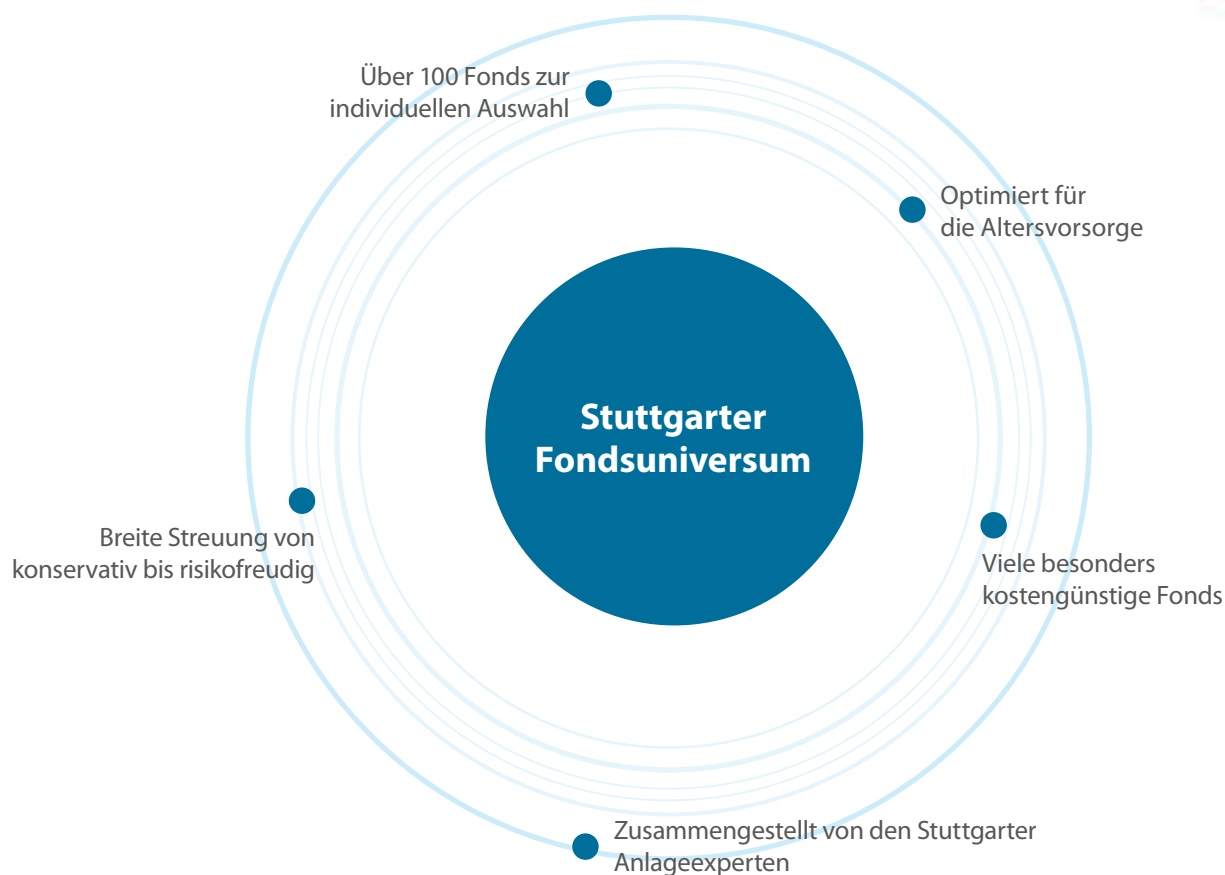 Über 100 Fonds zur
individuellen Auswahl
Optimiert für
die Altersvorsorge
Stuttgarter
Fondsuniversum
Breite Streuung von
konservativ bis risikofreudig
Viele besonders
kostengünstige Fonds
Zusammengestellt von den Stuttgarter
Anlageexperten